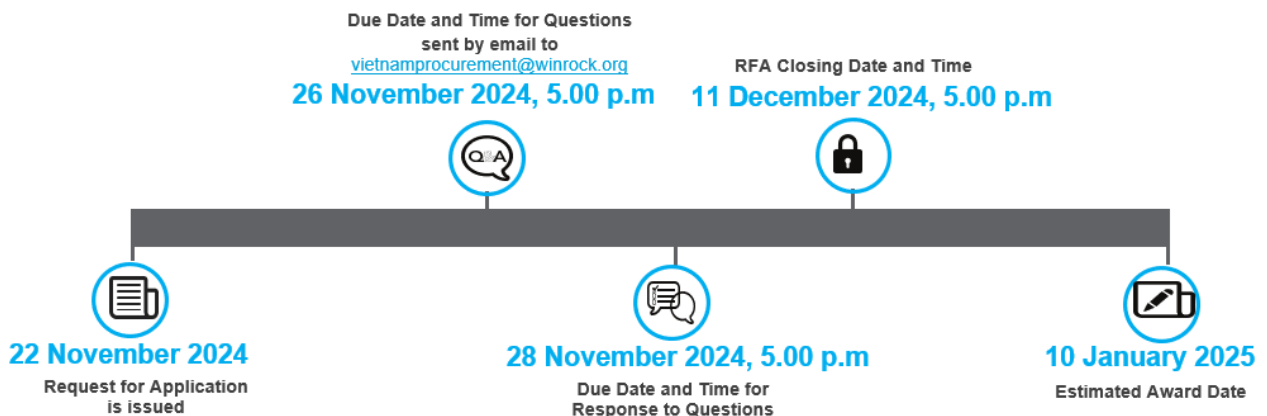 Due Date and Time for Questions
sent by email to
vietnamprocurement@winrock.org
26 November 2024, 5.00 p.m
RFA Closing Date and Time
11 December 2024, 5.00 p.m
Q&A
22 November 2024
Request for Application
is issued
28 November 2024, 5.00 p.m
Due Date and Time for
Response to Questions
10 January 2025
Estimated Award Date